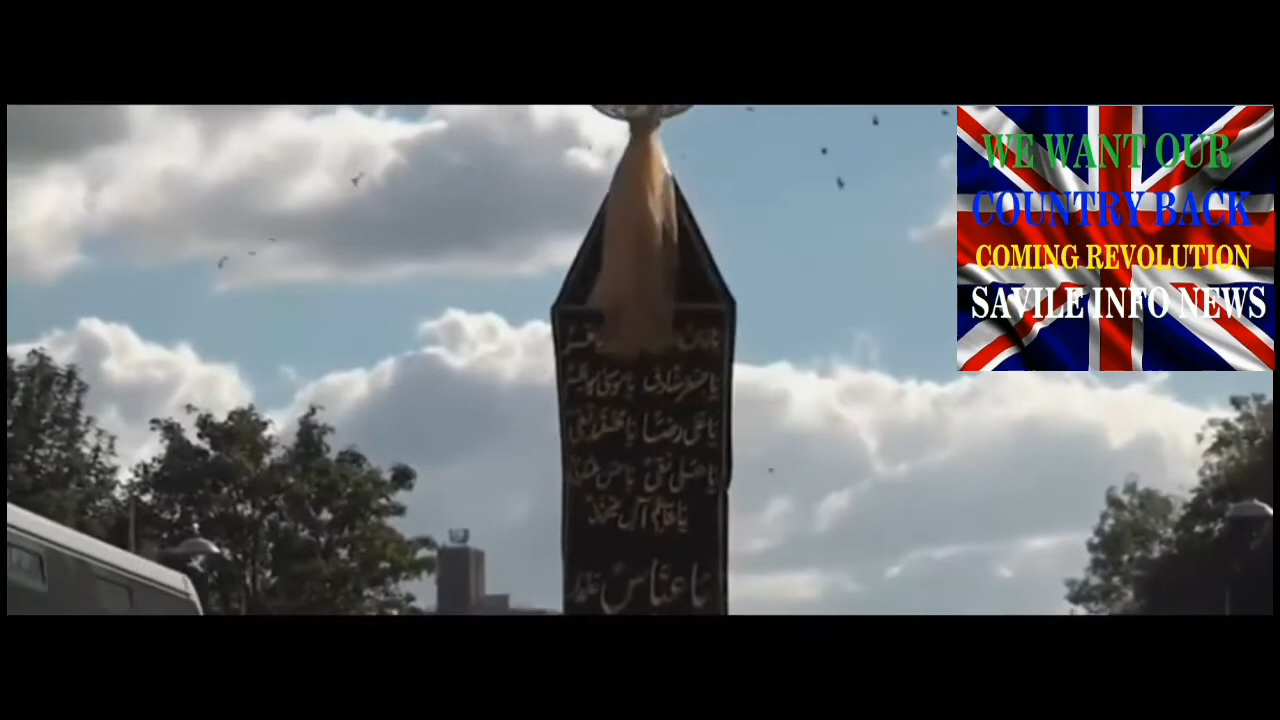 WE WANT OUR
COUNTRY BACK
COMING REVOLUTION
SAVILE INFO NEWS
یا جعفر صادق یا موسیٰ کاظم
یا علی رضا یا محمد تقی
یا علی نقی یا حسن
یا قائم آل محمد
یا عباس علمدار